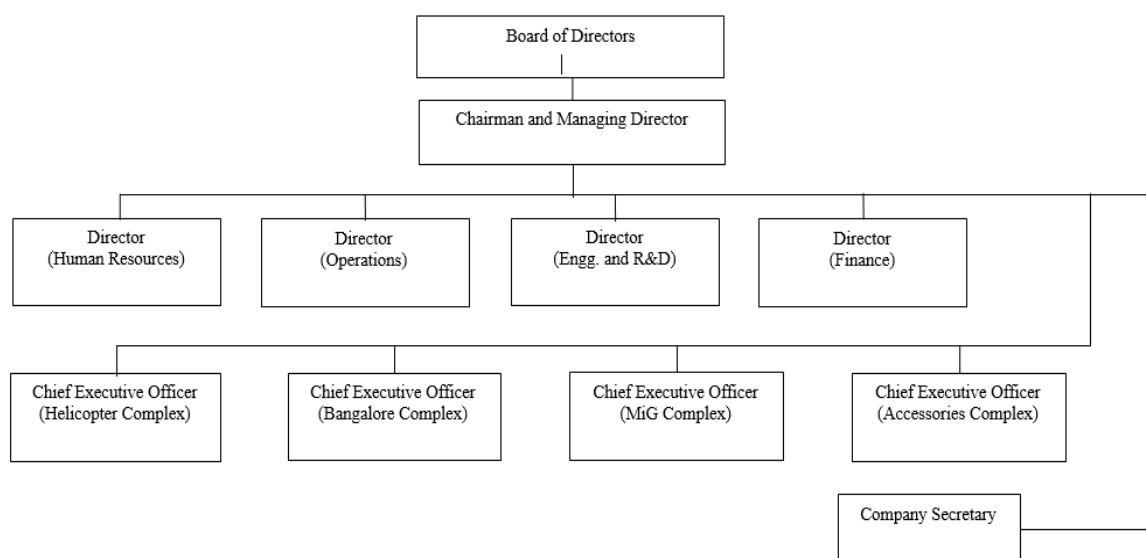 Board of Directors
Chairman and Managing Director
Director
(Human Resources)
Director
(Operations)
Director
(Engg. and R&D)
Director
(Finance)
Chief Executive Officer
(Helicopter Complex)
Chief Executive Officer
(Bangalore Complex)
Chief Executive Officer
(MiG Complex)
Chief Executive Officer
(Accessories Complex)
Company Secretary